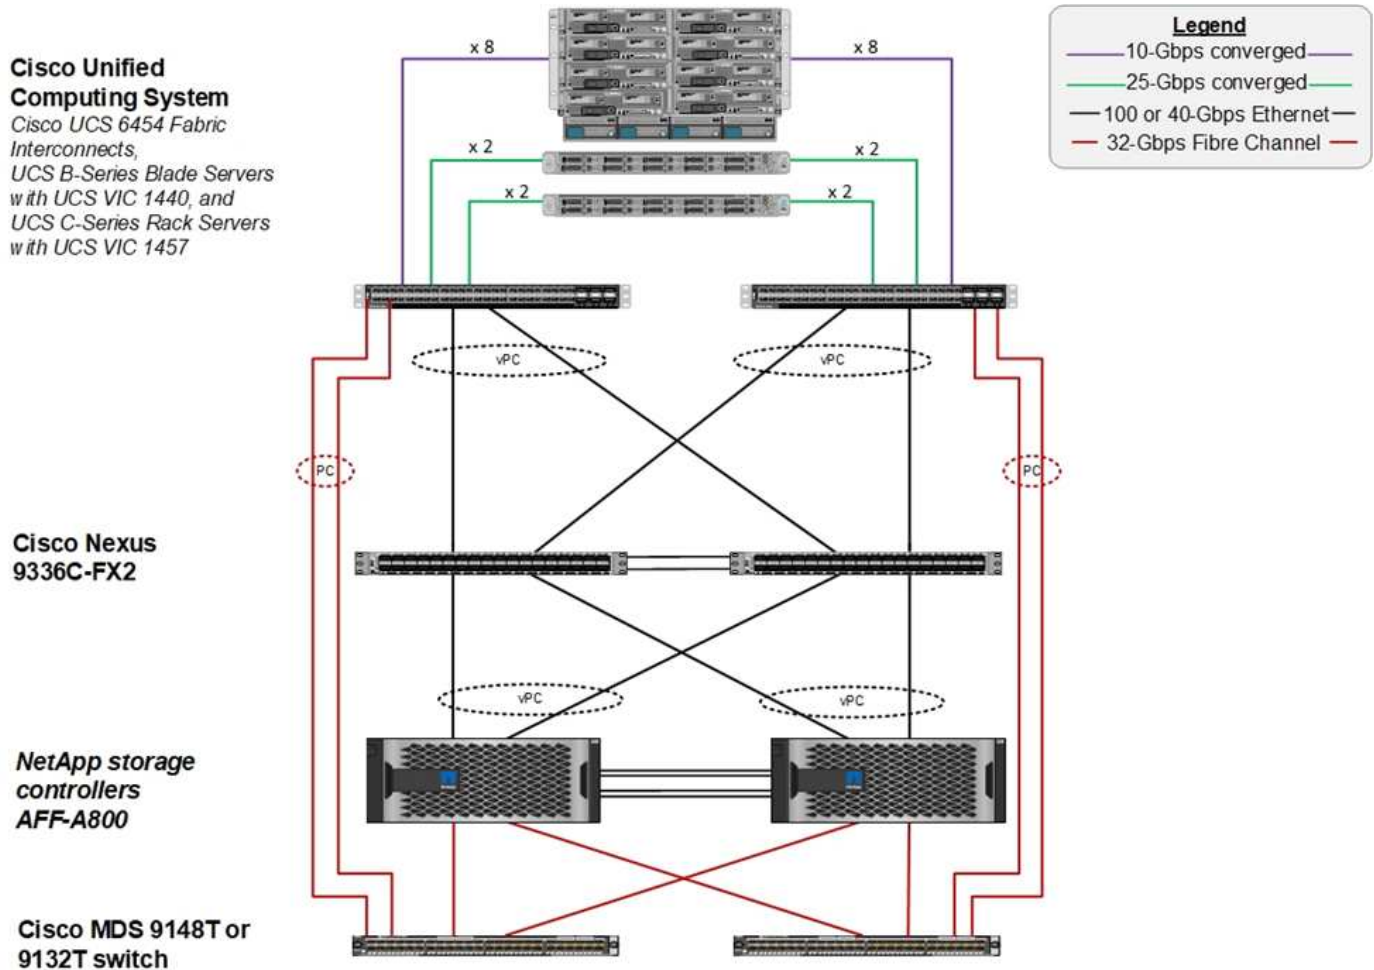 Legend
10-Gbps converged
25-Gbps converged
100 or 40-Gbps Ethernet
32-Gbps Fibre Channel
Cisco Unified
Computing System
Cisco UCS 6454 Fabric
Interconnects,
UCS B-Series Blade Servers
with UCS VIC 1440, and
UCS C-Series Rack Servers
with UCS VIC 1457
x 8
x 8
x 2
x 2
x 2
x 2
vPC
vPC
PC
PC
Cisco Nexus
9336C-FX2
vPC
vPC
NetApp storage
controllers
AFF-A800
Cisco MDS 9148T or
9132T switch